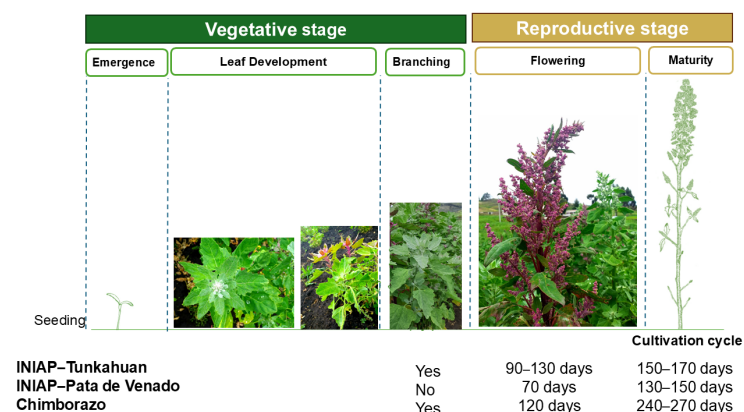 Vegetative stage Reproductive stage
Emergence Leaf Development Branching Flowering Maturity
Seeding
Cultivation cycle
INIAP–Tunkahuan Yes 90–130 days 150–170 days
INIAP–Pata de Venado No 70 days 130–150 days
Chimborazo Yes 120 days 240–270 days